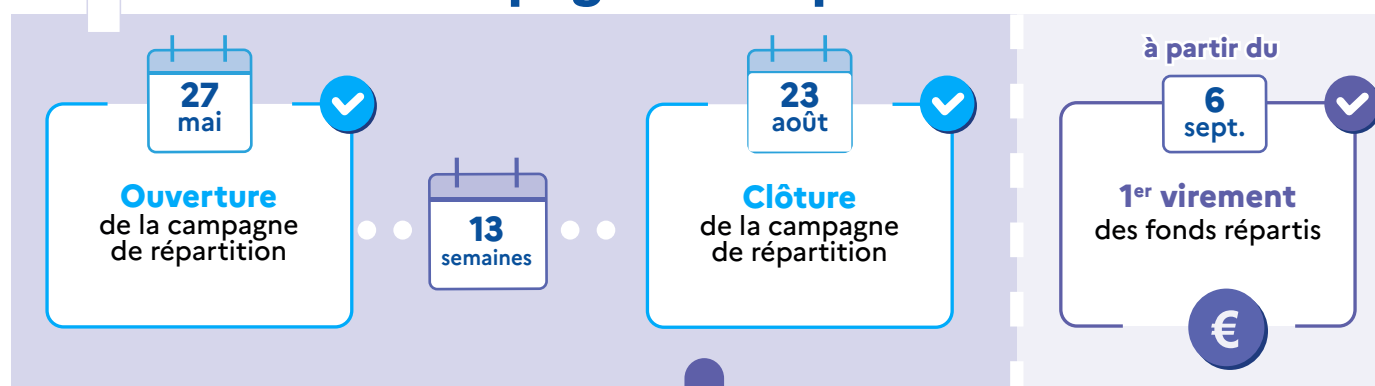 27
mai
Ouverture
de la campagne
de répartition
13
semaines
23
août
Clôture
de la campagne
de répartition
à partir du
6
sept.
1er virement
des fonds répartis
€